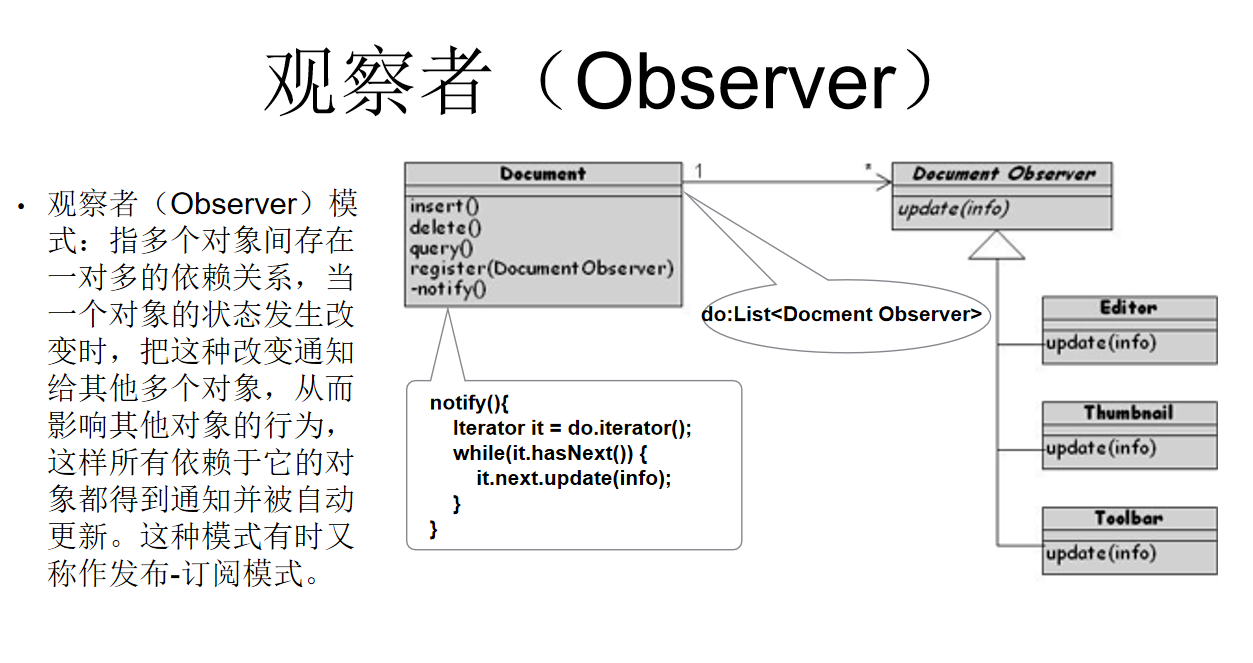 观察者（Observer）
• 观察者（Observer）模
式：指多个对象间存在
一对多的依赖关系，当
一个对象的状态发生改
变时，把这种改变通知
给其他多个对象，从而
影响其他对象的行为，
这样所有依赖于它的对
象都得到通知并被自动
更新。这种模式有时又
称作发布-订阅模式。
Document
insert()
delete()
query()
register(Document Observer)
-notify()
1
*
Document Observer
update(info)
do:List<Docment Observer>
notify(){
Iterator it = do.iterator();
while(it.hasNext()) {
it.next.update(info);
}
}
Editor
update(info)
Thumbnail
update(info)
Toolbar
update(info)